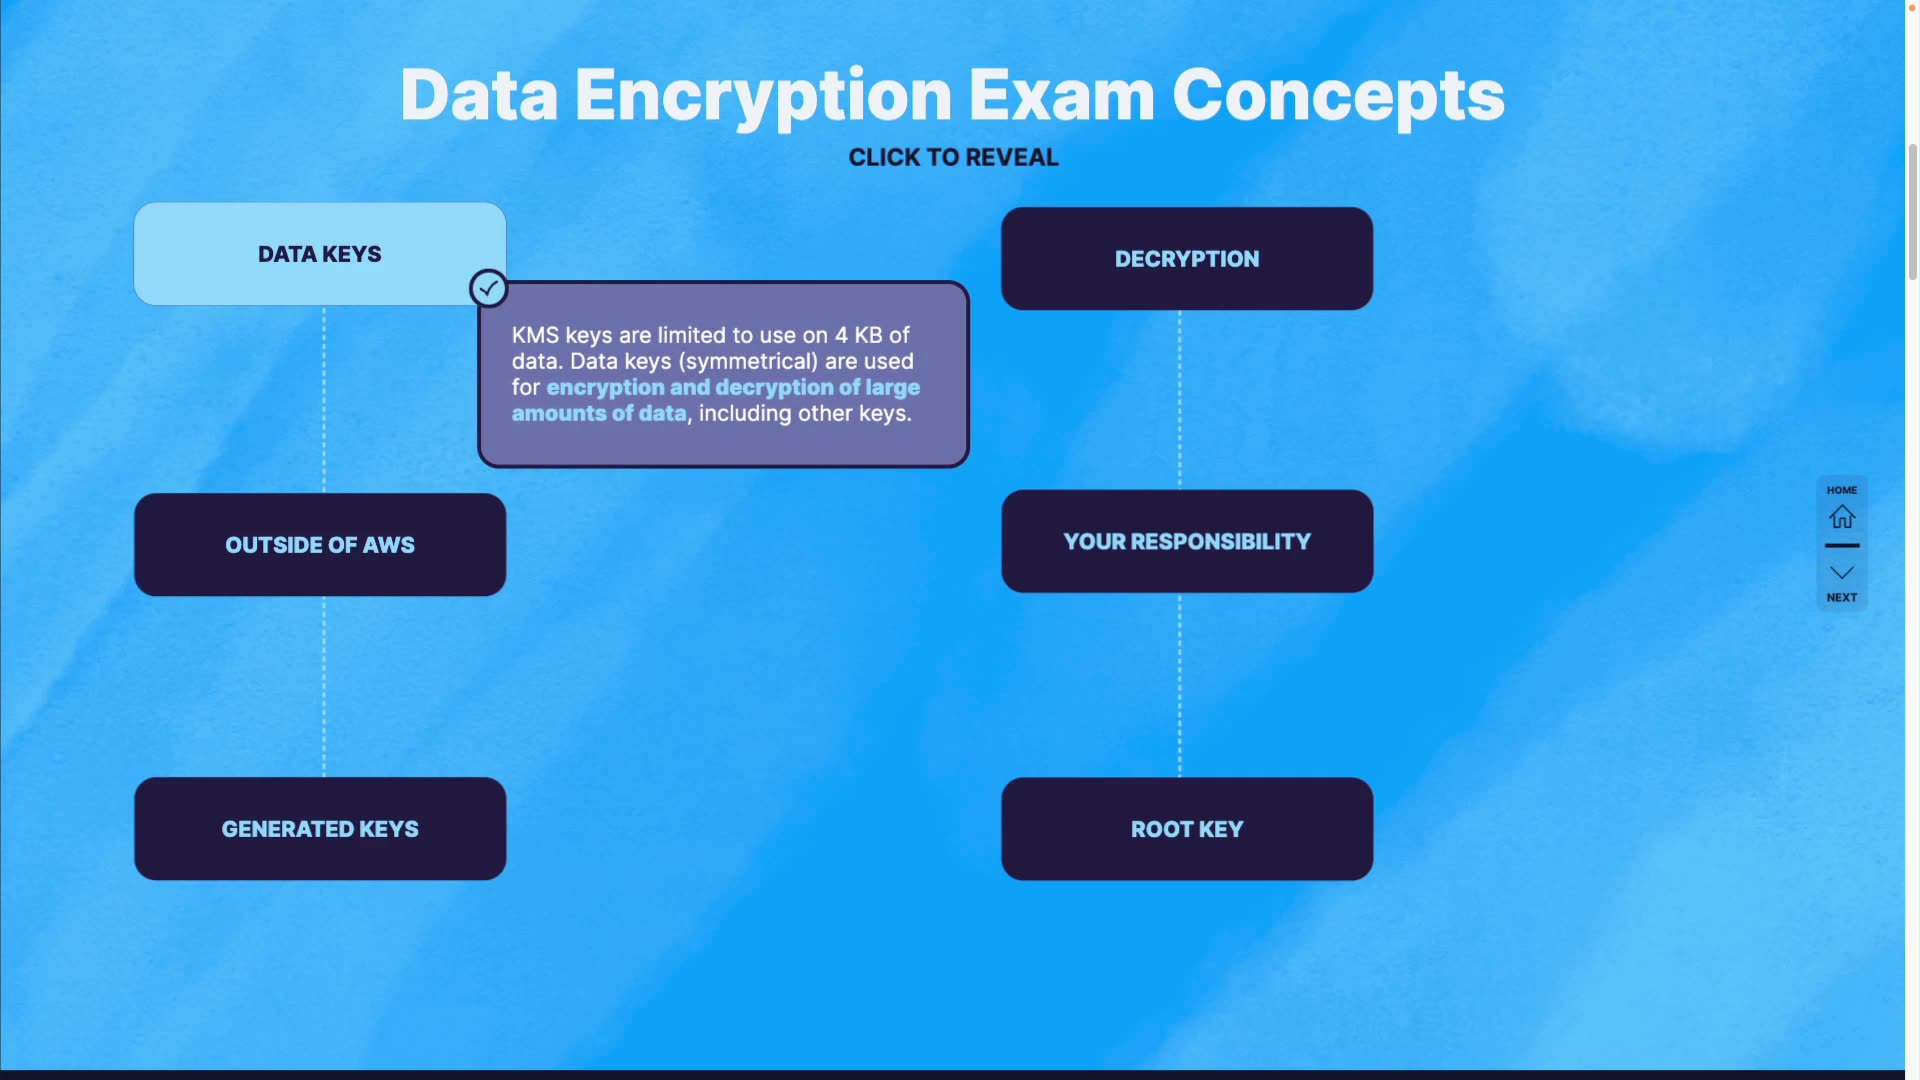 Data Encryption Exam Concepts
CLICK TO REVEAL
DATA KEYS
KMS keys are limited to use on 4 KB of
data. Data keys (symmetrical) are used
for encryption and decryption of large
amounts of data, including other keys.
OUTSIDE OF AWS
GENERATED KEYS
DECRYPTION
YOUR RESPONSIBILITY
ROOT KEY
HOME
NEXT